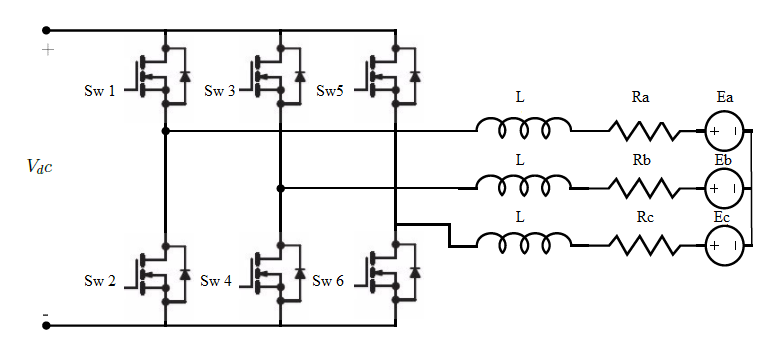 +
Sw 1
Sw 3
Sw5
L
Ra
Ea
+ -
Vdc
L
Rb
Eb
+ -
L
Rc
Ec
+ -
Sw 2
Sw 4
Sw 6
-